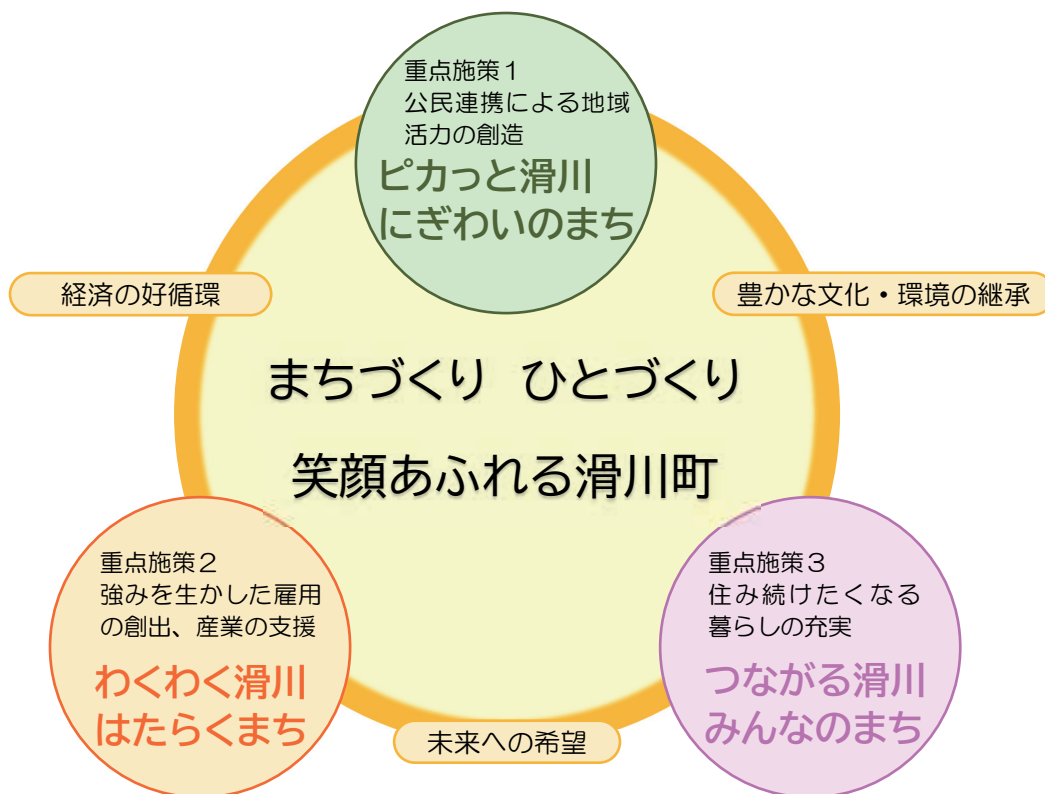 重点施策１
公民連携による地域
活力の創造
ピカっと滑川
にぎわいのまち
経済の好循環
豊かな文化・環境の継承
まちづくり ひとづくり
笑顔あふれる滑川町
重点施策２
強みを生かした雇用
の創出、産業の支援
わくわく滑川
はたらくまち
重点施策３
住み続けたくなる
暮らしの充実
つながる滑川
みんなのまち
未来への希望